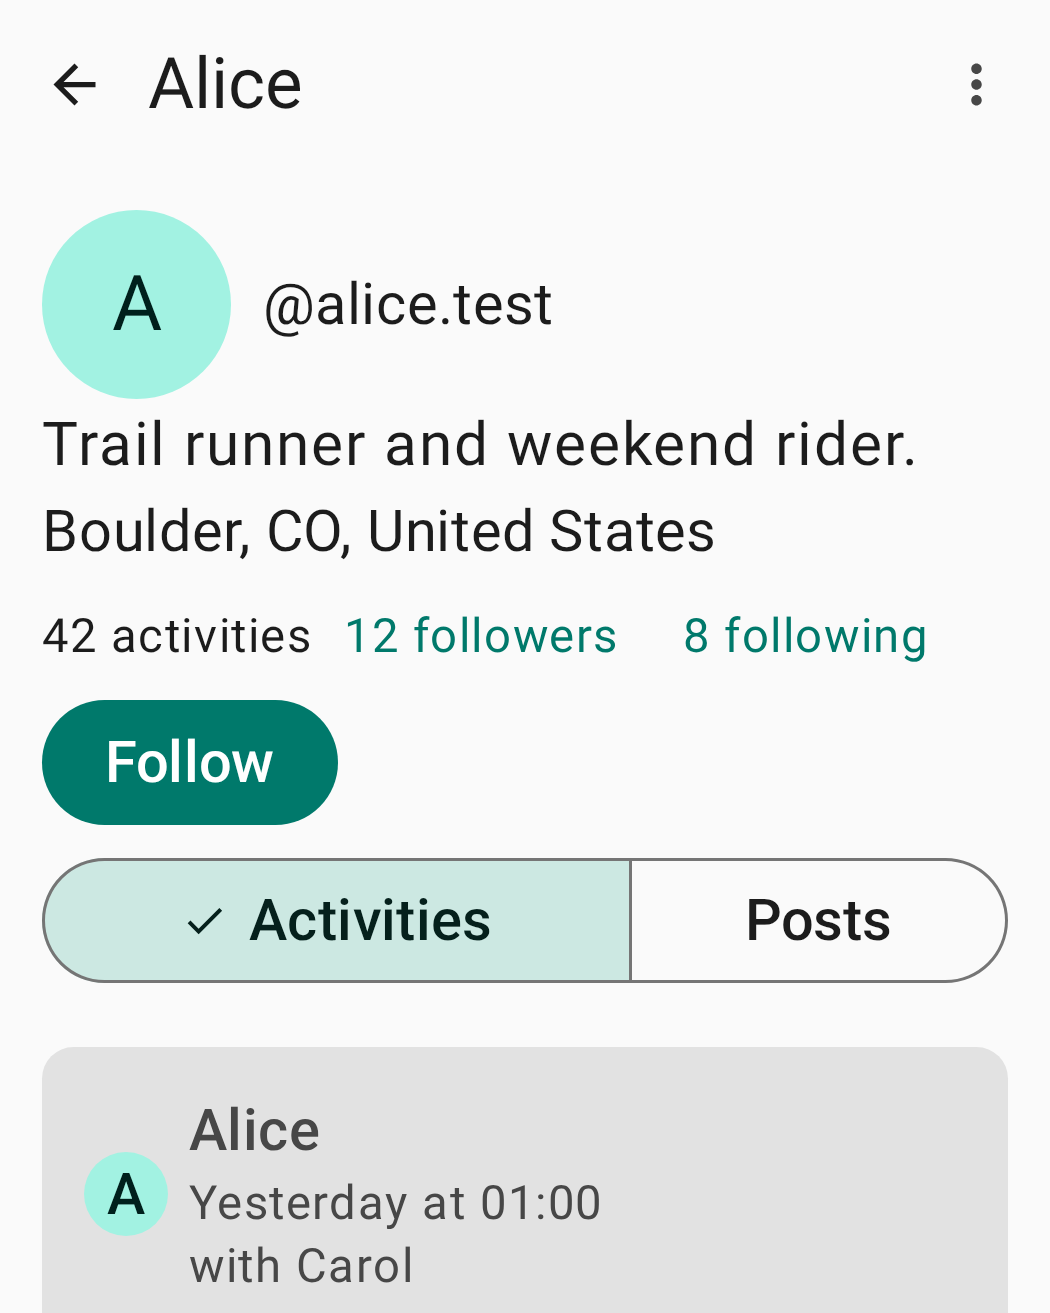 Alice
A
@alice.test
Trail runner and weekend rider.
Boulder, CO, United States
42 activities 12 followers 8 following
Follow
Activities Posts
Alice
A
Yesterday at 01:00
with Carol